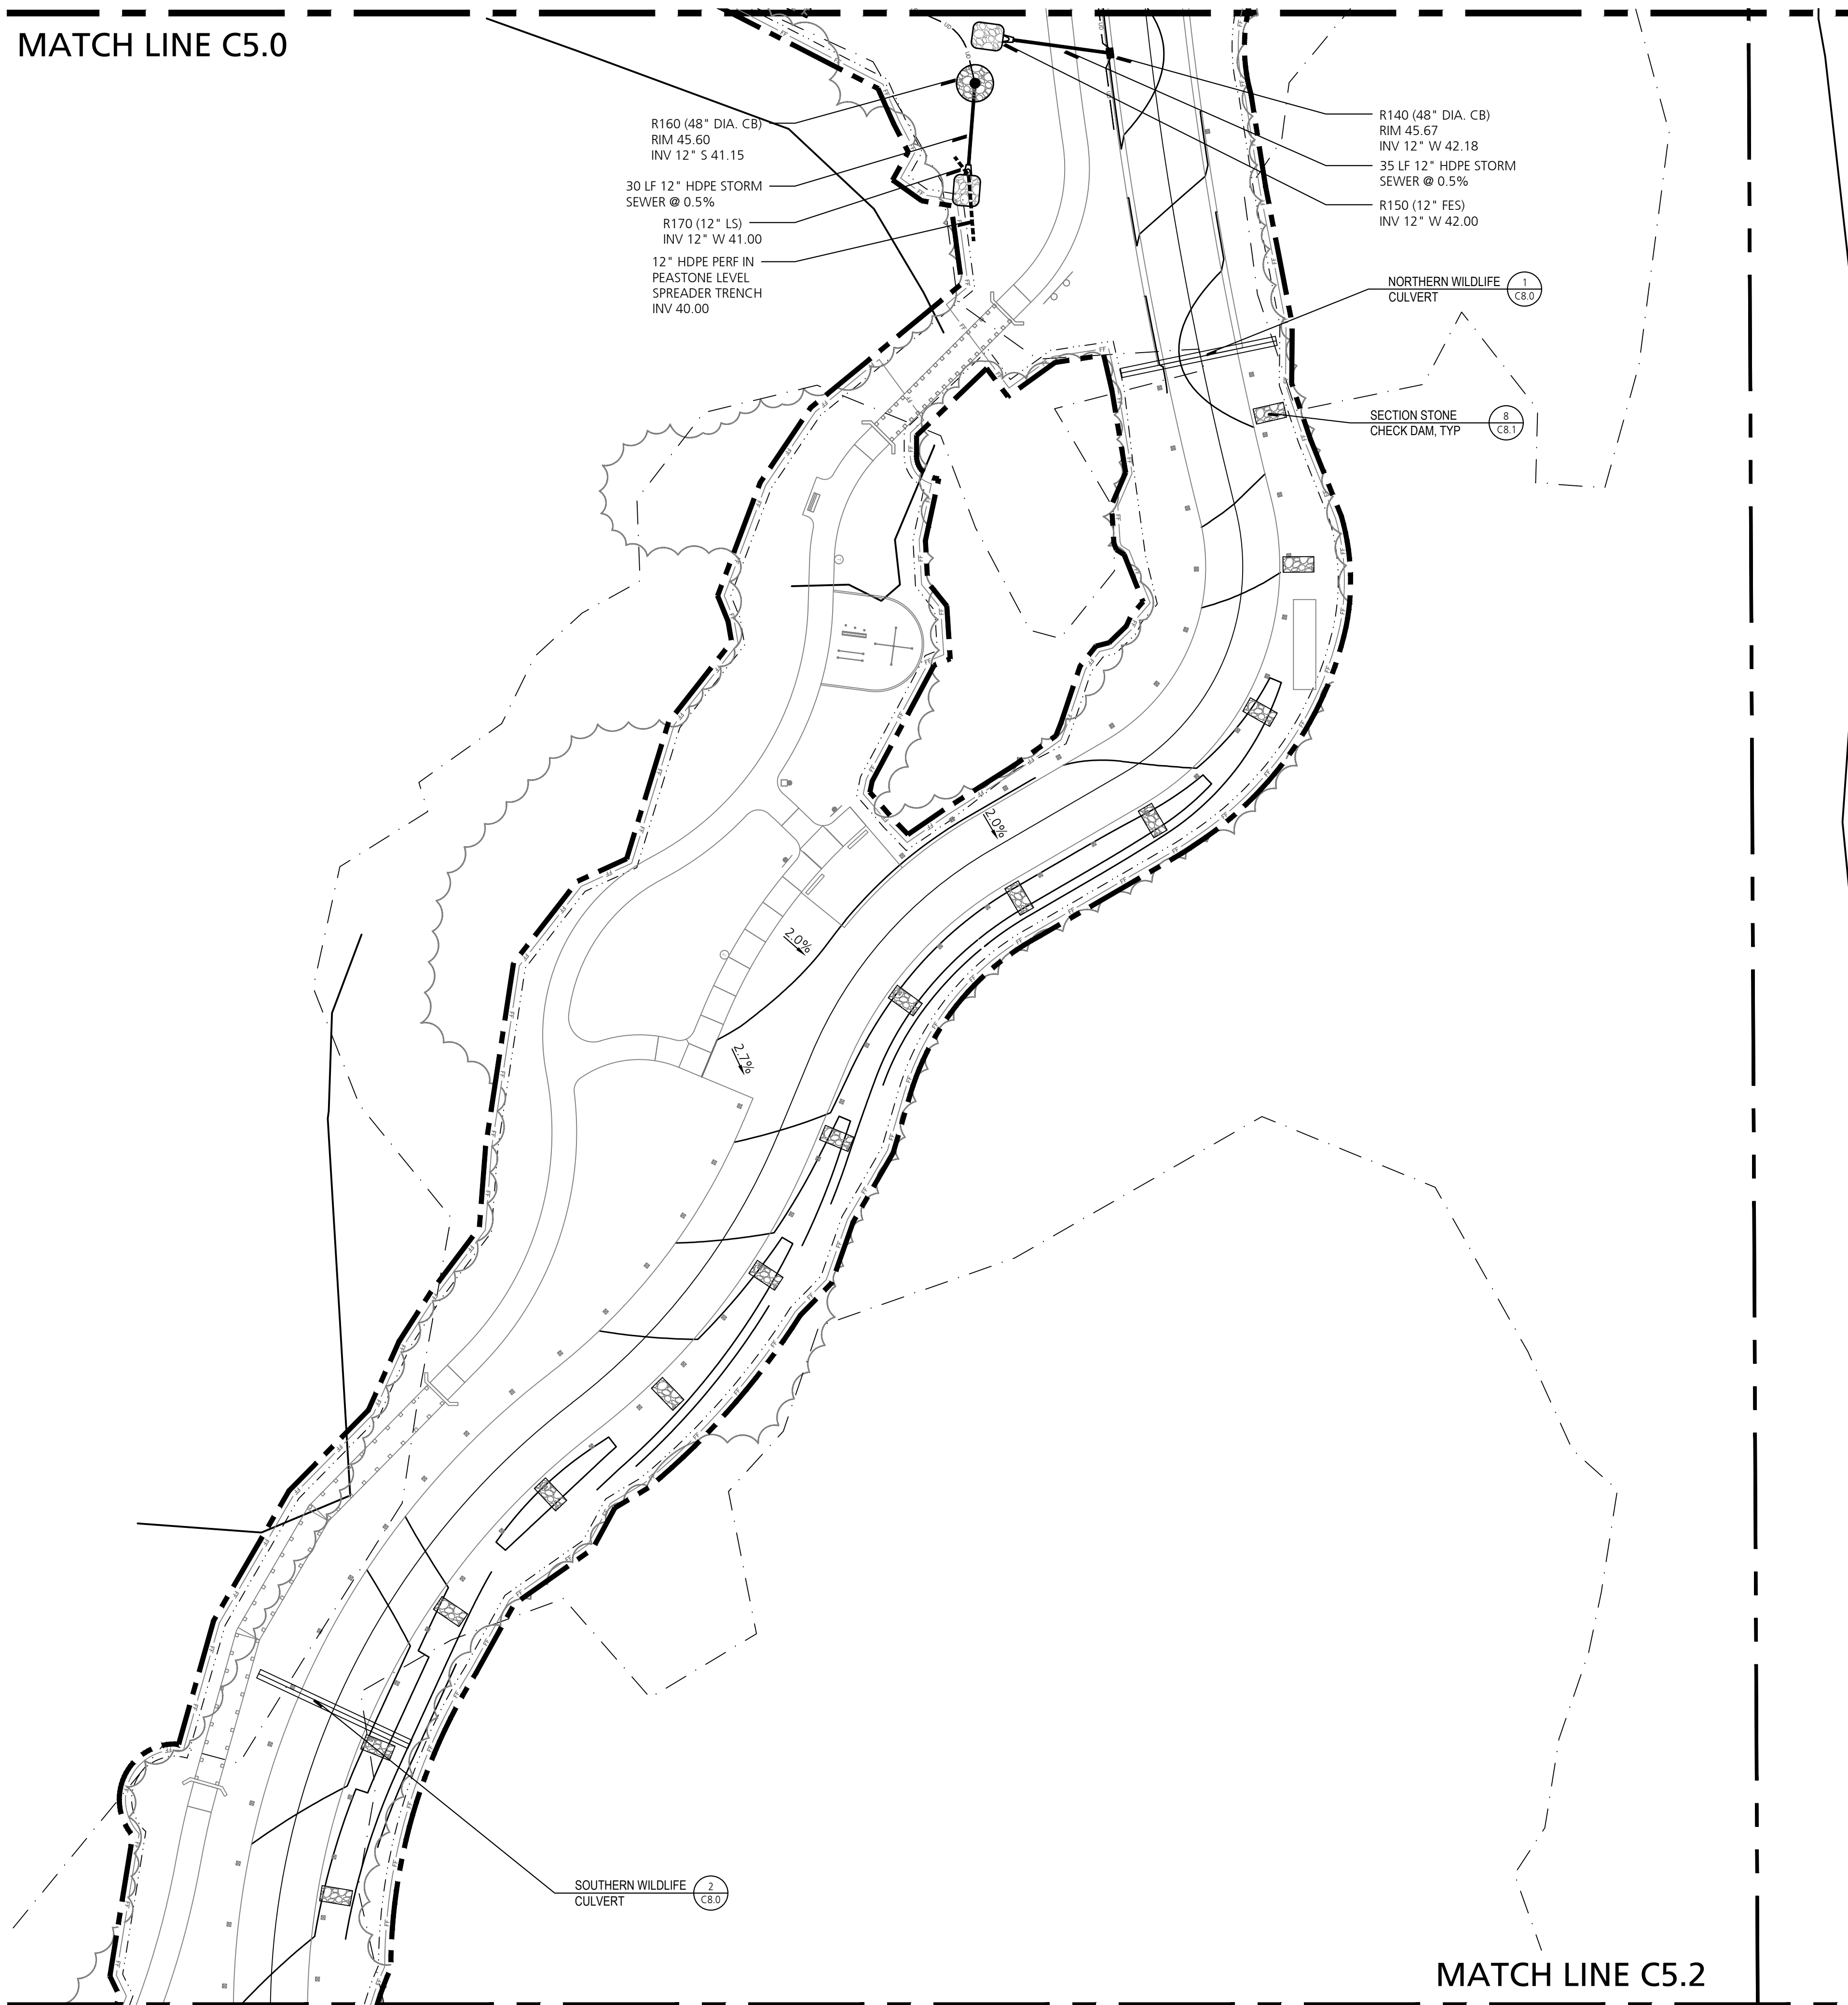 MATCH LINE C5.0
R160 (48" DIA. CB)
RIM 45.60
INV 12" S 41.15
30 LF 12" HDPE STORM
SEWER @ 0.5%
R170 (12" LS)
INV 12" W 41.00
12" HDPE PERF IN
PEASTONE LEVEL
SPREADER TRENCH
INV 40.00
R140 (48" DIA. CB)
RIM 45.67
INV 12" W 42.18
35 LF 12" HDPE STORM
SEWER @ 0.5%
R150 (12" FES)
INV 12" W 42.00
NORTHERN WILDLIFE
CULVERT
1
C8.0
SECTION STONE
CHECK DAM, TYP
8
C8.1
2.0%
2.0%
2.7%
SOUTHERN WILDLIFE
CULVERT
2
C8.0
MATCH LINE C5.2